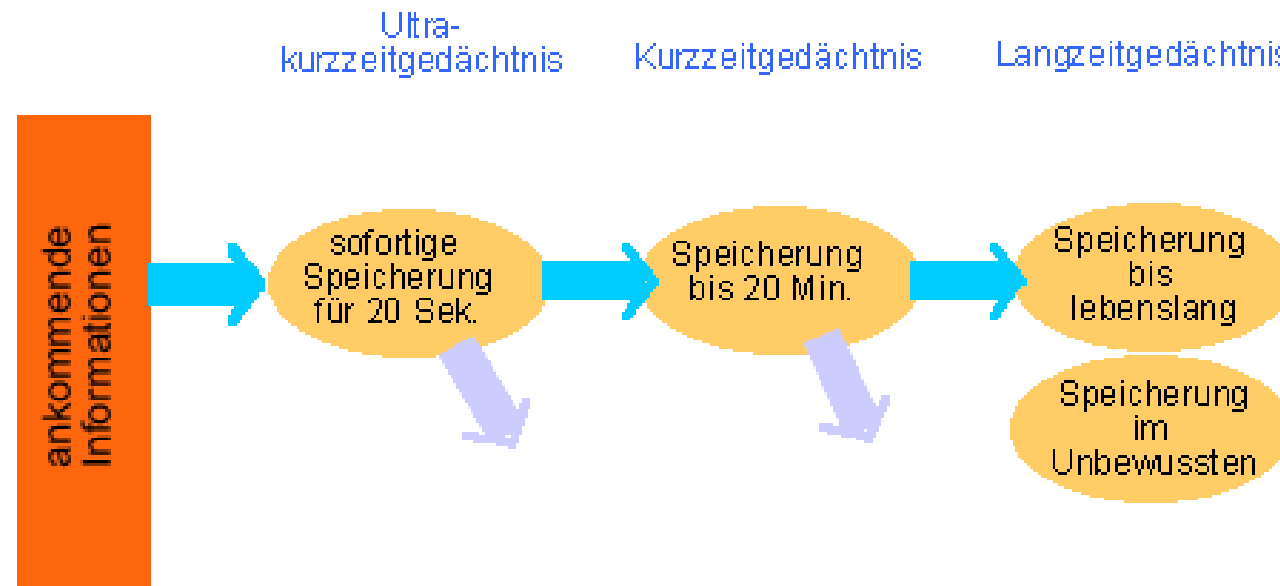 Ultra-
kurzzeitgedächtnis
Kurzzeitgedächtnis
Langzeitgedächtnis
ankommende
Informationen
sofortige
Speicherung
für 20 Sek.
Speicherung
bis 20 Min.
Speicherung
bis
lebenslang
Speicherung
im
Unbewussten